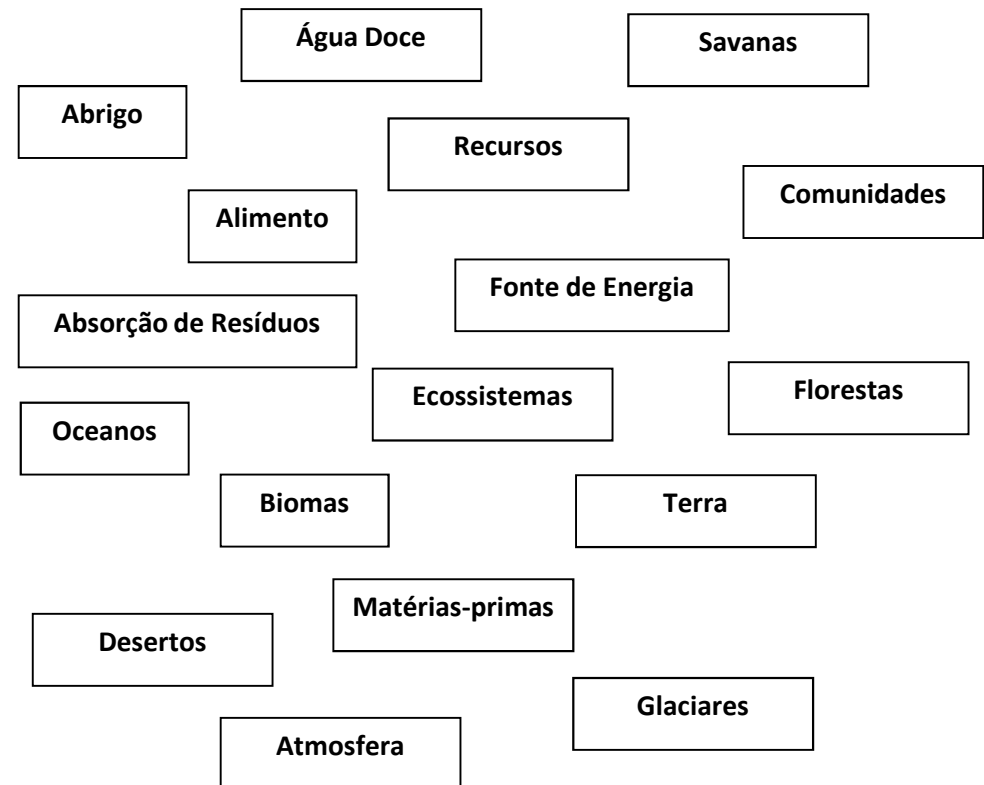 Água Doce
Savanas
Abrigo
Recursos
Comunidades
Alimento
Fonte de Energia
Absorção de Resíduos
Ecossistemas
Florestas
Oceanos
Biomas
Terra
Matérias-primas
Desertos
Glaciares
Atmosfera